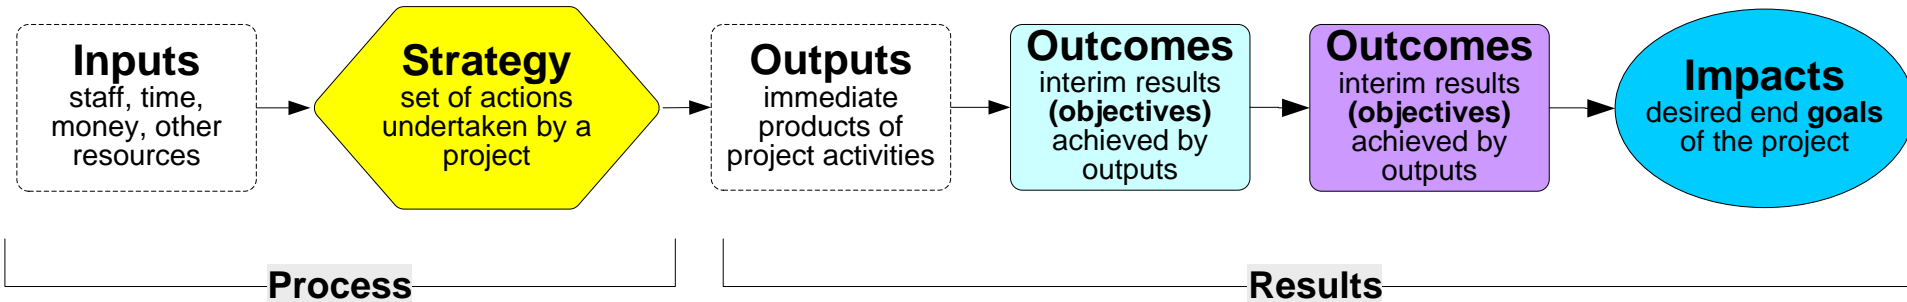 Inputs
staff, time,
money, other
resources
Strategy
set of actions
undertaken by a
project
Outputs
immediate
products of
project activities
Outcomes
interim results
(objectives)
achieved by
outputs
Outcomes
interim results
(objectives)
achieved by
outputs
Impacts
desired end goals
of the project
Process
Results